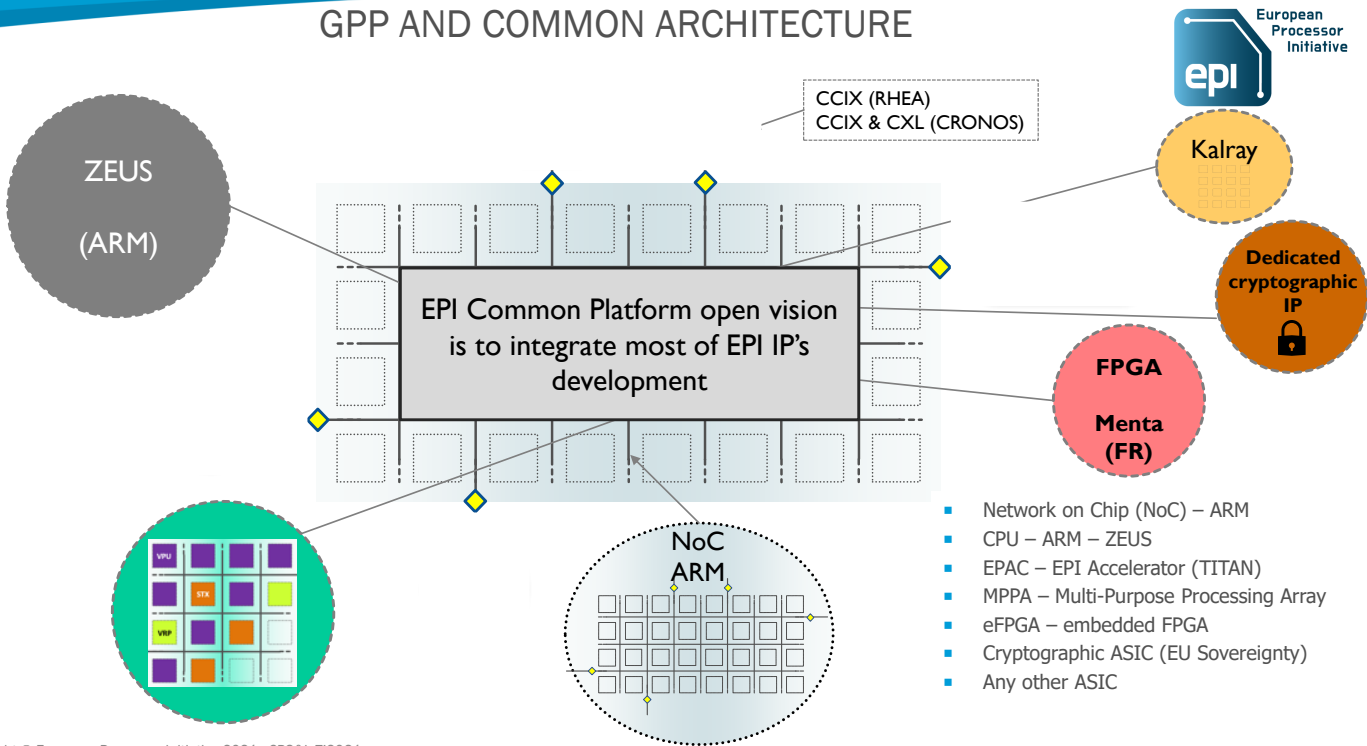 GPP AND COMMON ARCHITECTURE
European
Processor
Initiative
epi
CCIX (RHEA)
CCIX & CXL (CRONOS)
ZEUS
(ARM)
Kalray
Dedicated
cryptographic
IP
EPI Common Platform open vision
is to integrate most of EPI IP's
development
FPGA
Menta
(FR)
VPU
STX
VRP
NoC
ARM
Network on Chip (NoC) – ARM
CPU – ARM – ZEUS
EPAC – EPI Accelerator (TITAN)
MPPA – Multi-Purpose Processing Array
eFPGA – embedded FPGA
Cryptographic ASIC (EU Sovereignty)
Any other ASIC